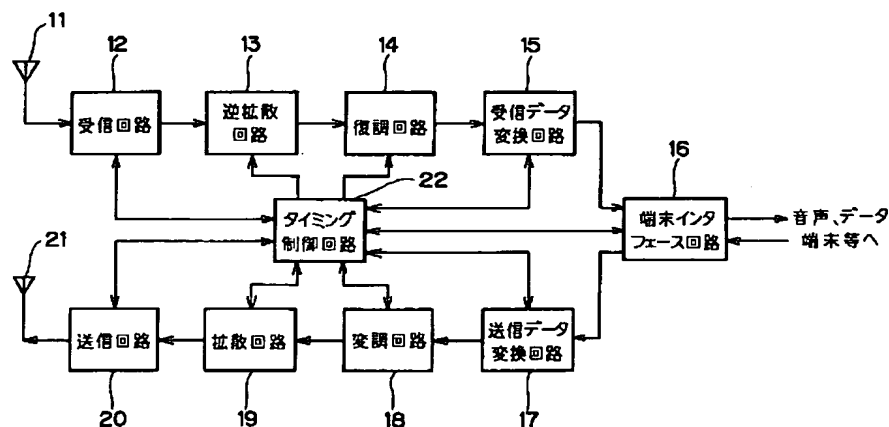 11
12
13
14
15
受信回路
逆拡散
回路
復調回路
受信データ
変換回路
16
22
タイミング
制御回路
端末インタ
フェース回路
音声、データ
端末等へ
21
送信回路
拡散回路
変調回路
送信データ
変換回路
20
19
18
17